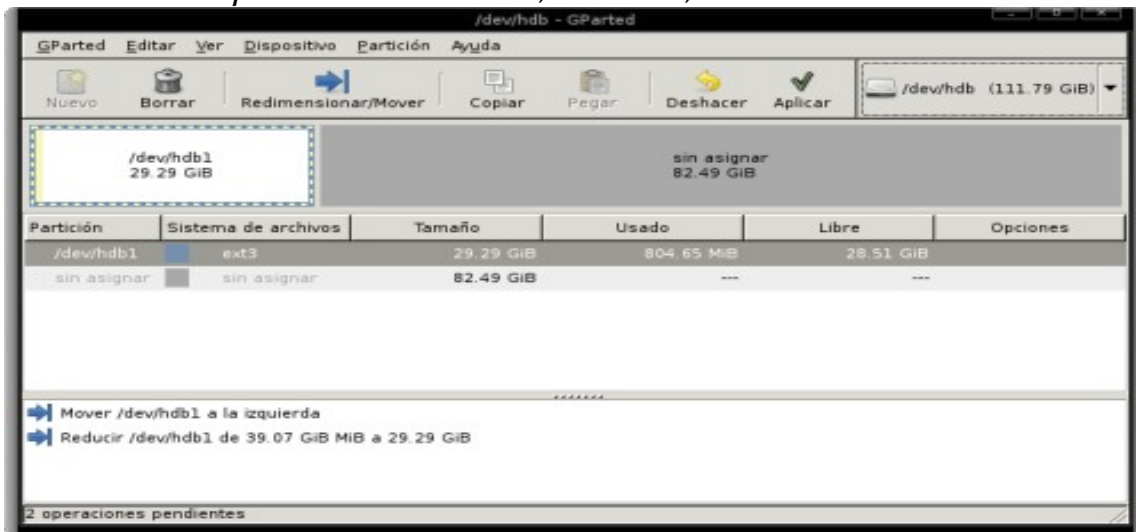 /dev/hdb - GParted
GParted Editar Ver Dispositivo Partición Ayuda
Nuevo Borrar Redimensionar/Mover Copiar Pegar Deshacer Aplicar /dev/hdb (111.79 GiB)
/dev/hdb1 sin asignar
29.29 GiB 82.49 GiB
Partición Sistema de archivos Tamaño Usado Libre Opciones
/dev/hdb1 ext3 29.29 GiB 804.65 MiB 28.51 GiB
sin asignar sin asignar 82.49 GiB --- ---
Mover /dev/hdb1 a la izquierda
Reducir /dev/hdb1 de 39.07 GiB MiB a 29.29 GiB
2 operaciones pendientes